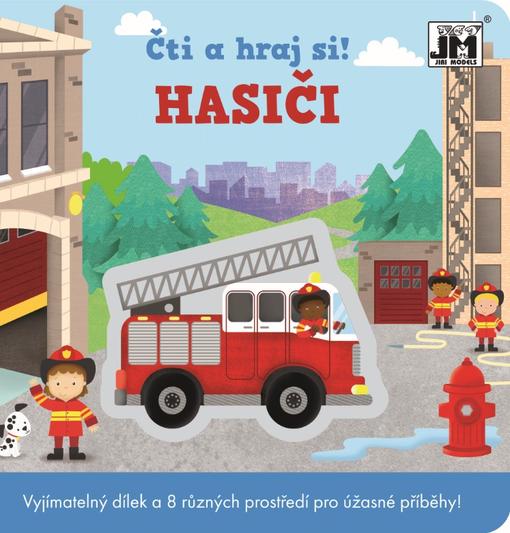 Čti a hraj si!
HASIČI
JM
JIRI MODELS
®
Vyjímatelný dílek a 8 různých prostředí pro úžasné příběhy!